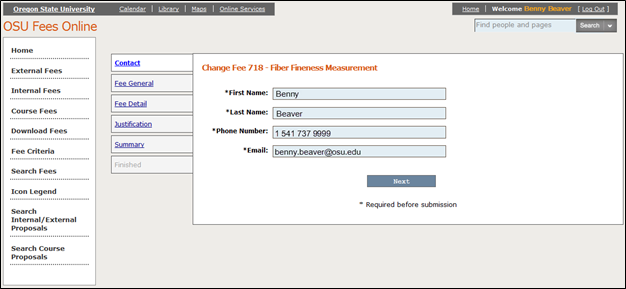 Oregon State University Calendar | Library | Maps | Online Services Home | Welcome Benny Beaver [ Log Out ]
OSU Fees Online
Find people and pages Search
Home
External Fees
Internal Fees
Course Fees
Download Fees
Fee Criteria
Search Fees
Icon Legend
Search
Internal/External
Proposals
Search Course
Proposals
Contact
Fee General
Fee Detail
Justification
Summary
Finished
Change Fee 718 - Fiber Fineness Measurement
*First Name: Benny
*Last Name: Beaver
*Phone Number: 1 541 737 9999
*Email: benny.beaver@osu.edu
Next
* Required before submission